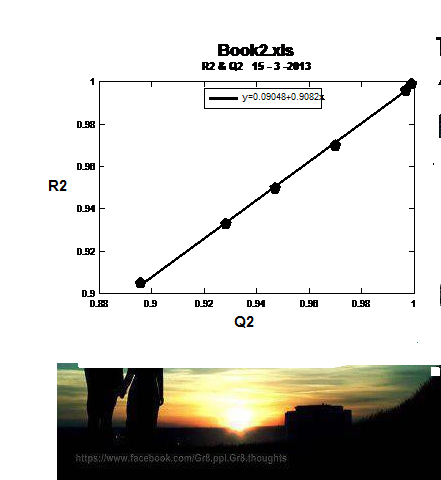 Book2.xls
R2 & Q2 15 - 3 -2013
y=0.09048+0.9082x
1
0.98
0.96
R2
0.94
0.92
0.9
0.88 0.9 0.92 0.94 0.96 0.98 1
Q2
https://www.facebook.com/Gr8.ppl.Gr8.thoughts